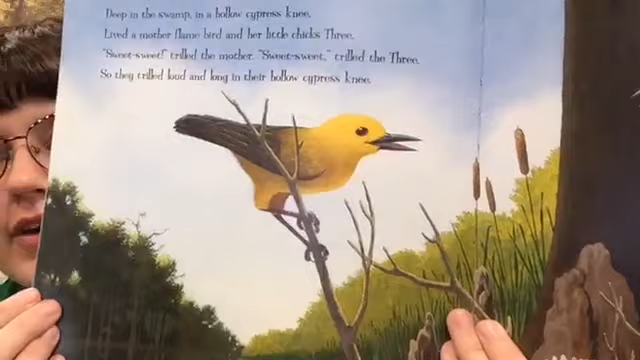 Deep in the swamp, in a hollow cypress knee,
Lived a mother flame bird and her little chicks Three.
"Sweet-sweet!" trilled the mother. "Sweet-sweet," trilled the Three.
So they trilled loud and long in their hollow cypress knee.